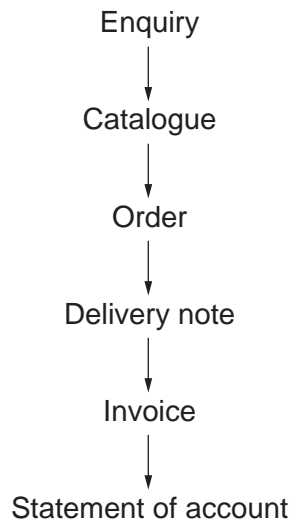 Enquiry
Catalogue
Order
Delivery note
Invoice
Statement of account